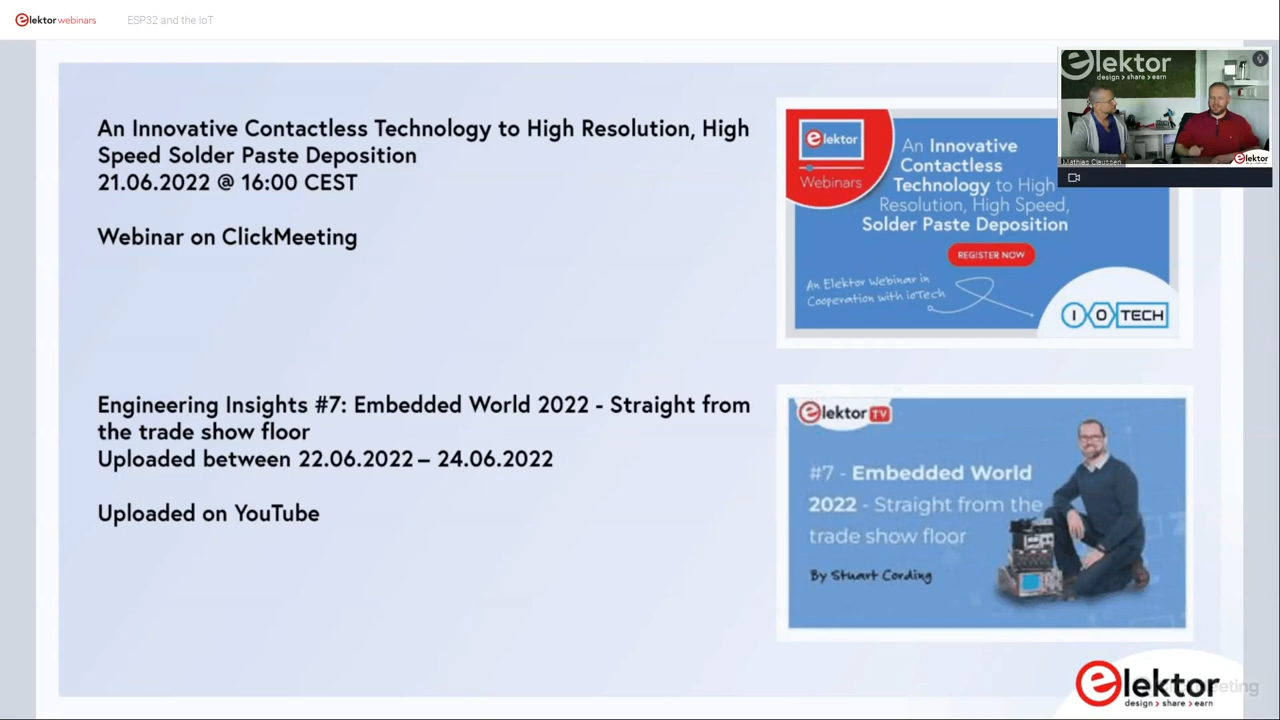 elektor webinars
ESP32 and the IoT
An Innovative Contactless Technology to High Resolution, High
Speed Solder Paste Deposition
21.06.2022 @ 16:00 CEST
Webinar on ClickMeeting
elektor
Webinars
An Innovative
Contactless
Technology to High
Resolution, High Speed,
Solder Paste Deposition
REGISTER NOW
An Elektor Webinar in
Cooperation with ioTech
I O TECH
elektor
design > share > earn
Mathias Claussen
elektor
Engineering Insights #7: Embedded World 2022 - Straight from
the trade show floor
Uploaded between 22.06.2022 – 24.06.2022
Uploaded on YouTube
elektor TV
#7 - Embedded World
2022 - Straight from the
trade show floor
By Stuart Cording
elektor
design > share > earn